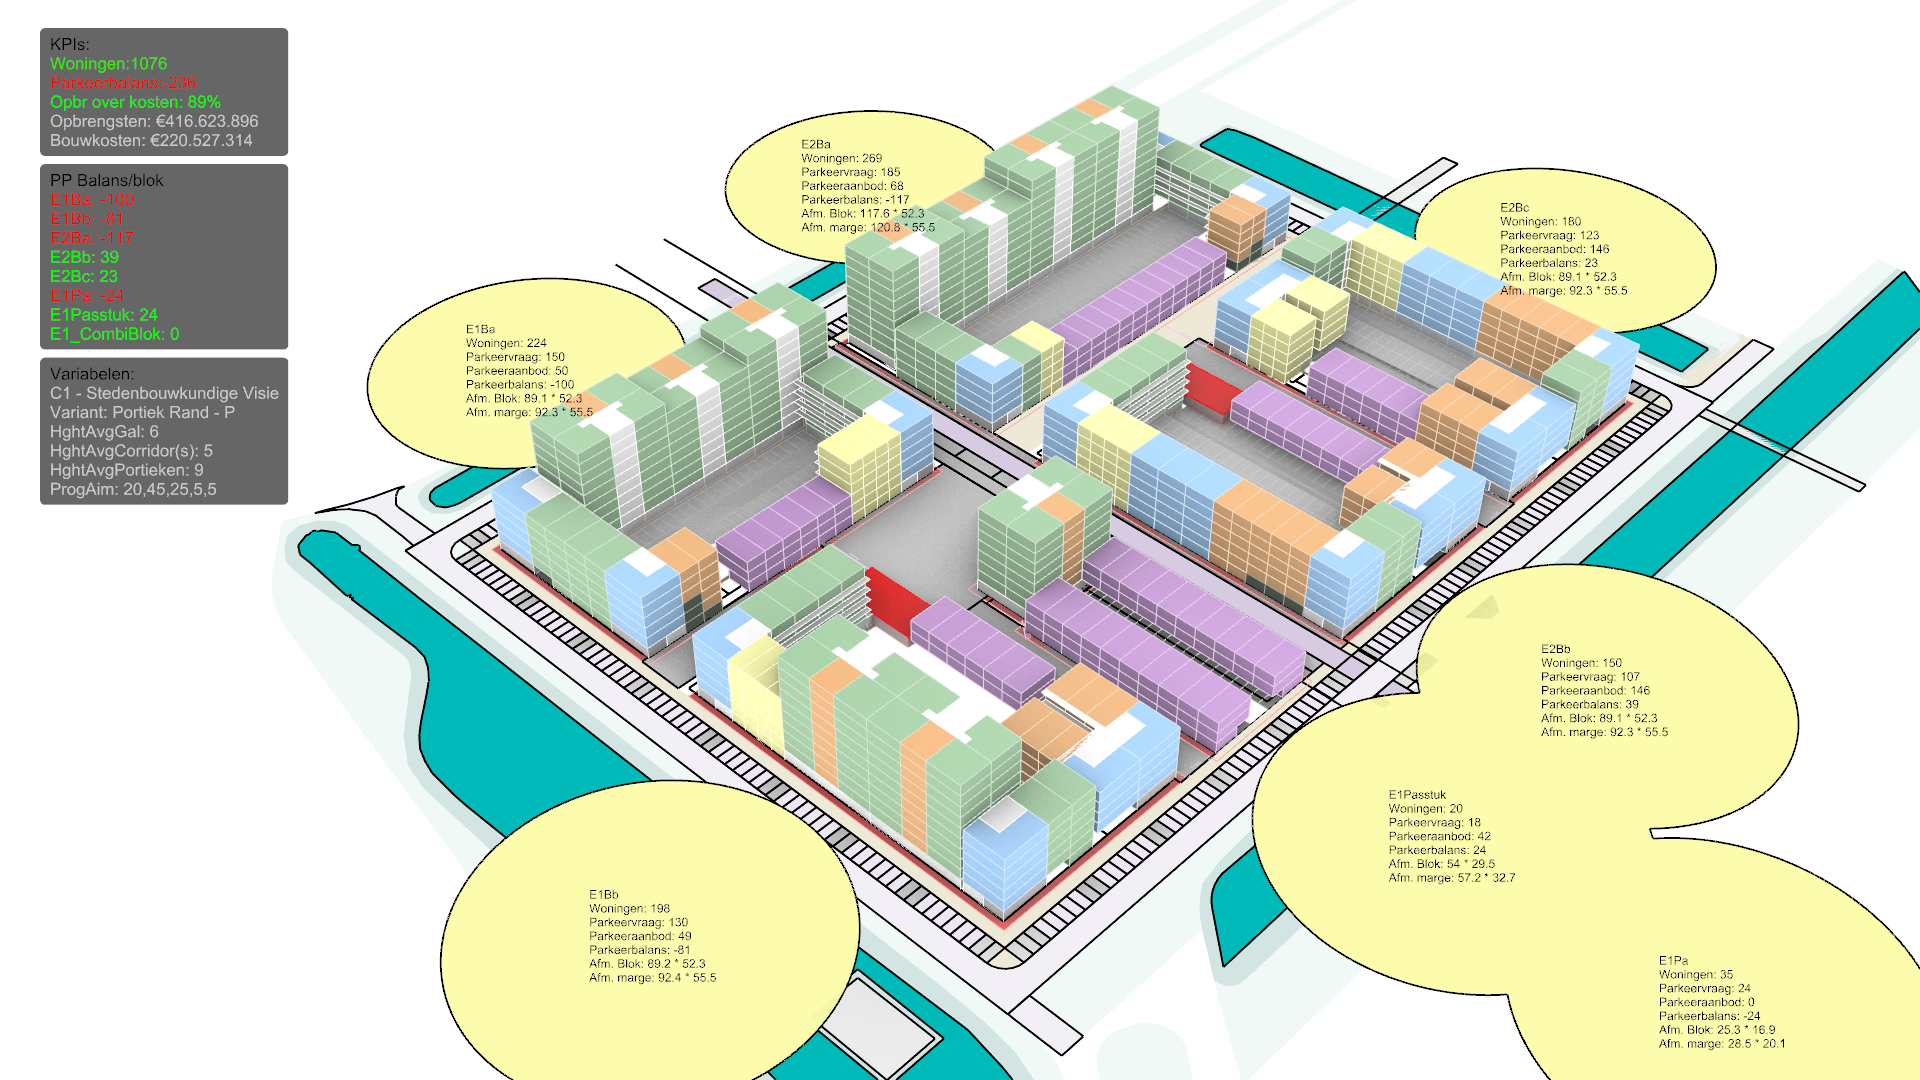 KPIs:
Woningen:1076
Parkeerbalans:-236
Opbr over kosten: 89%
Opbrengsten: €416.623.896
Bouwkosten: €220.527.314
PP Balans/blok
E1Ba: -100
E1Bb: -81
E2Ba: -117
E2Bb: 39
E2Bc: 23
E1Pa: -24
E1Passtuk: 24
E1_CombiBlok: 0
Variabelen:
C1 - Stedenbouwkundige Visie
Variant: Portiek Rand - P
HghtAvgGal: 6
HghtAvgCorridor(s): 5
HghtAvgPortieken: 9
ProgAim: 20,45,25,5,5
E2Ba
Woningen: 269
Parkeervraag: 185
Parkeeraanbod: 68
Parkeerbalans: -117
Afm. Blok: 117.6 * 52.3
Afm. marge: 120.8 * 55.5
E2Bc
Woningen: 180
Parkeervraag: 123
Parkeeraanbod: 146
Parkeerbalans: 23
Afm. Blok: 89.1 * 52.3
Afm. marge: 92.3 * 55.5
E1Ba
Woningen: 224
Parkeervraag: 150
Parkeeraanbod: 50
Parkeerbalans: -100
Afm. Blok: 89.1 * 52.3
Afm. marge: 92.3 * 55.5
E2Bb
Woningen: 150
Parkeervraag: 107
Parkeeraanbod: 146
Parkeerbalans: 39
Afm. Blok: 89.1 * 52.3
Afm. marge: 92.3 * 55.5
E1Passtuk
Woningen: 20
Parkeervraag: 18
Parkeeraanbod: 42
Parkeerbalans: 24
Afm. Blok: 54 * 29.5
Afm. marge: 57.2 * 32.7
E1Bb
Woningen: 198
Parkeervraag: 130
Parkeeraanbod: 49
Parkeerbalans: -81
Afm. Blok: 89.2 * 52.3
Afm. marge: 92.4 * 55.5
E1Pa
Woningen: 35
Parkeervraag: 24
Parkeeraanbod: 0
Parkeerbalans: -24
Afm. Blok: 25.3 * 16.9
Afm. marge: 28.5 * 20.1